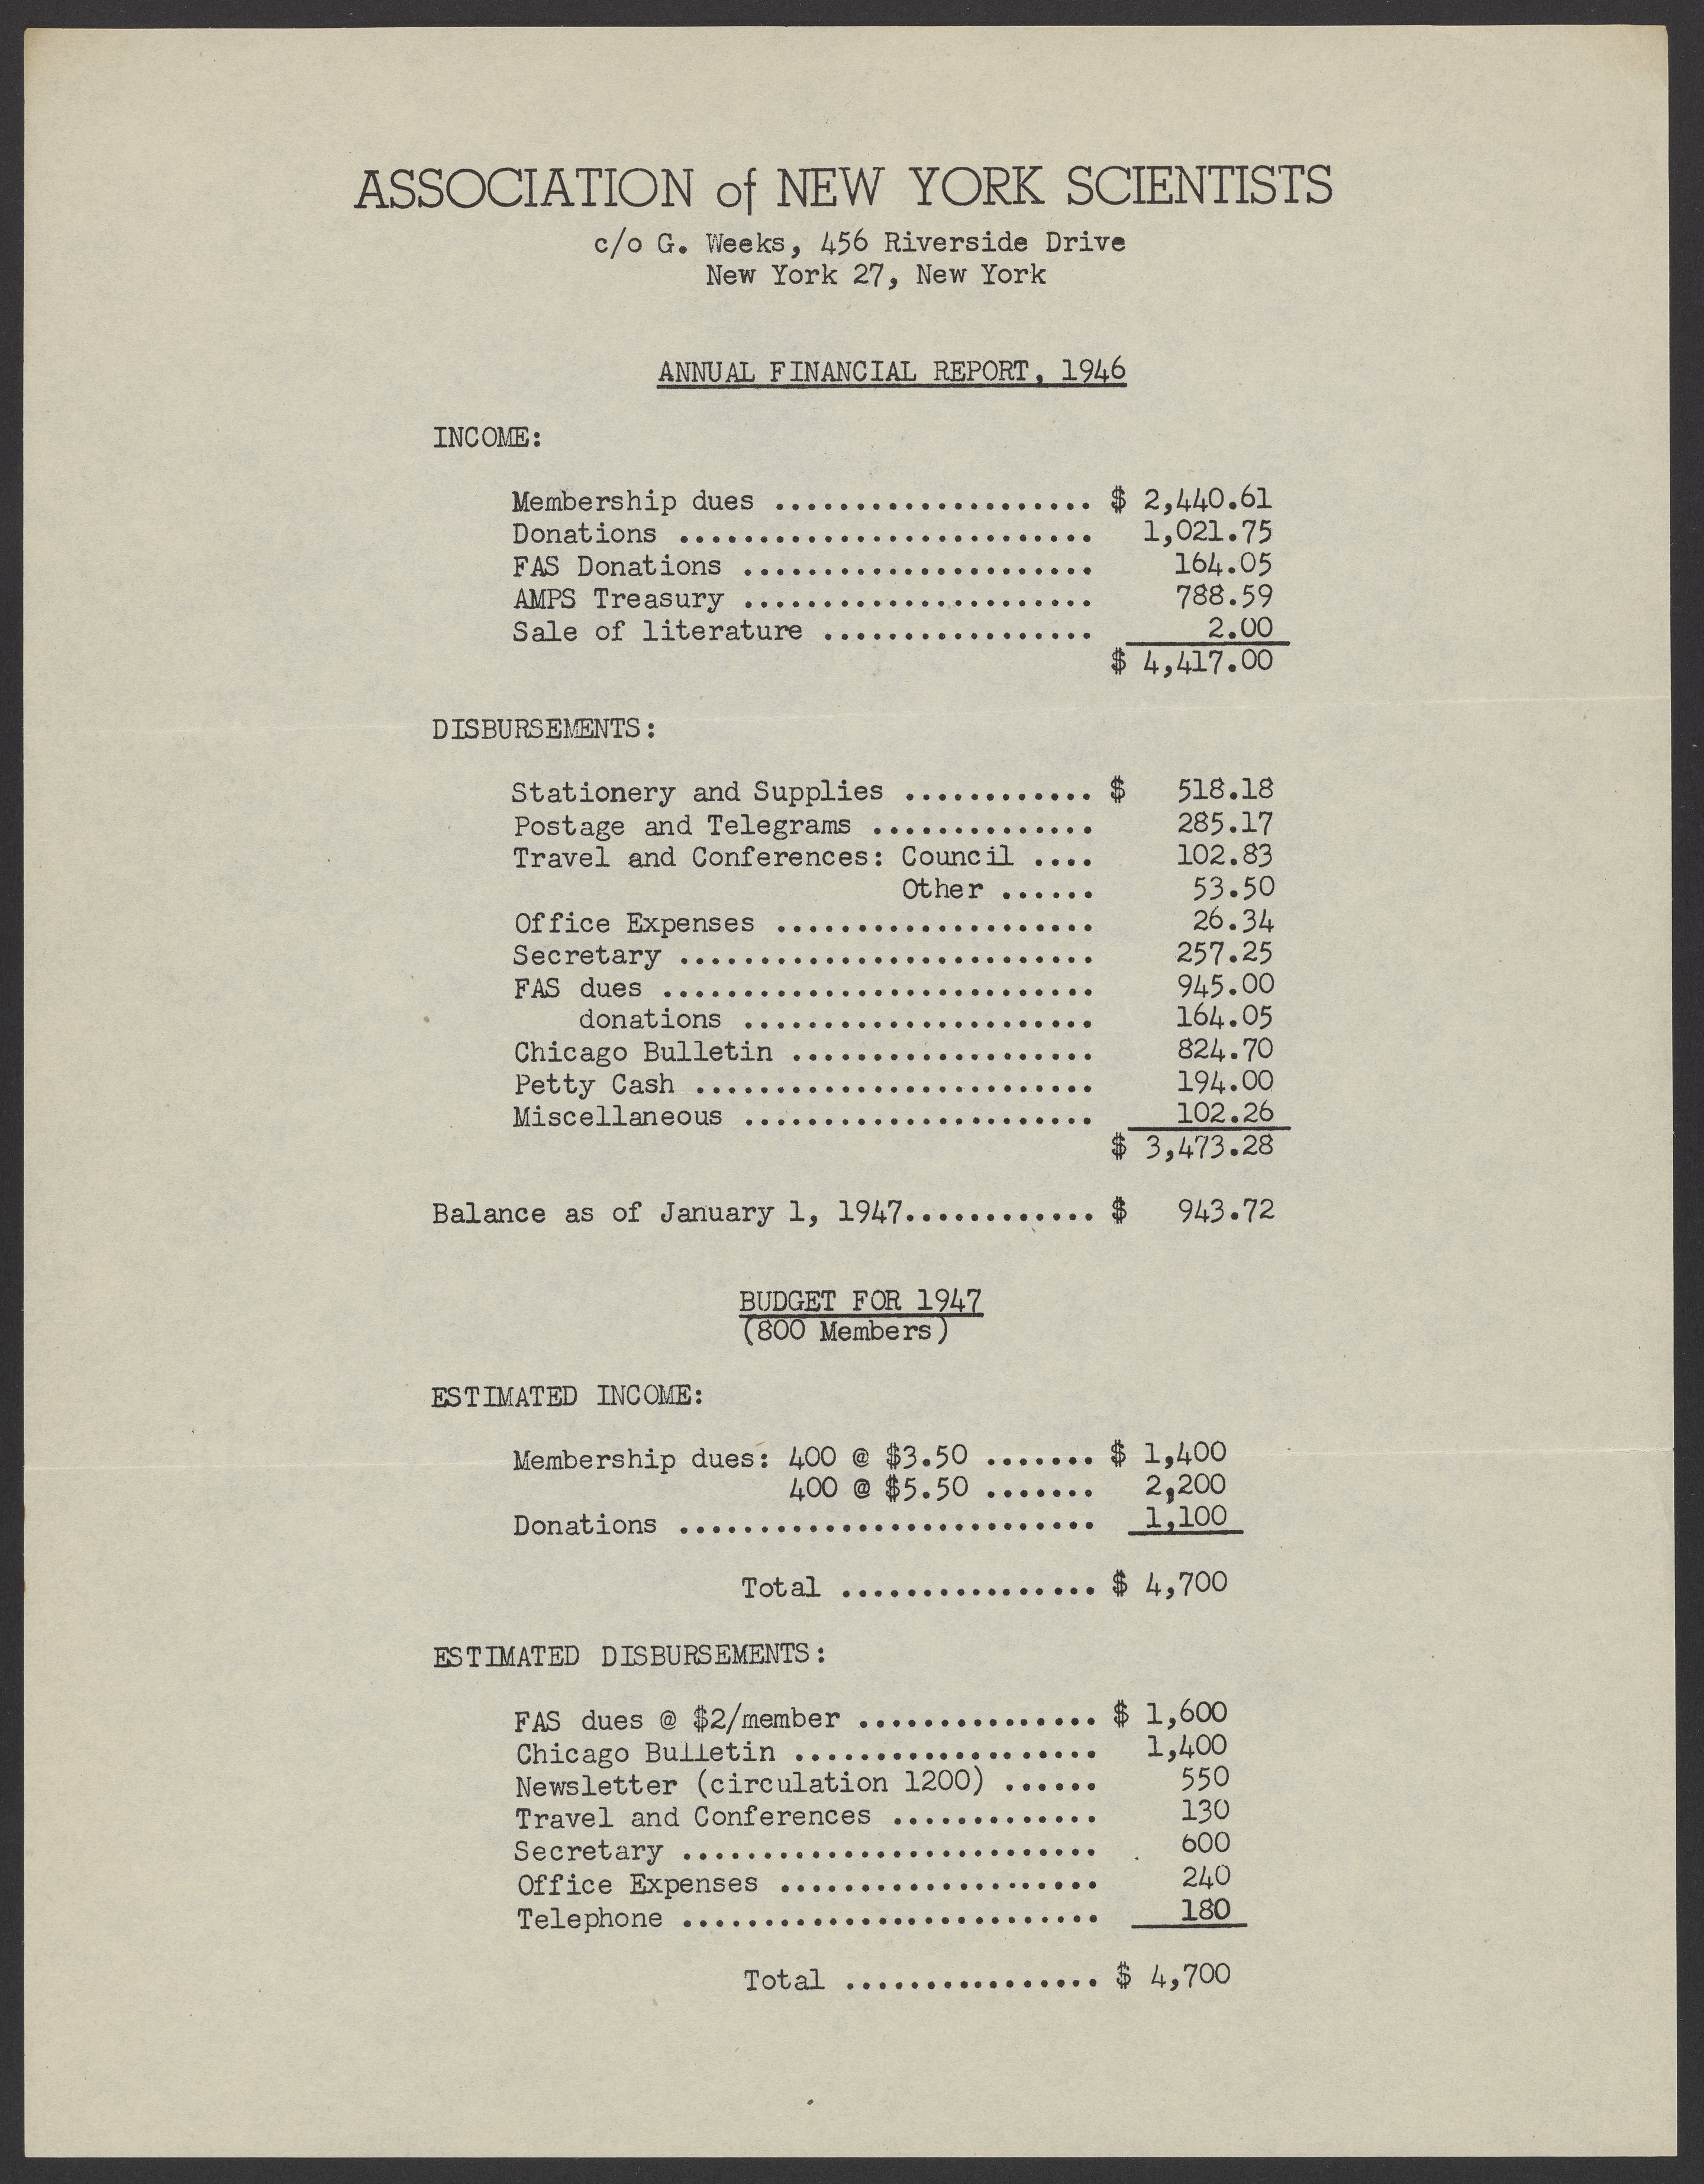 ASSOCIATION of NEW YORK SCIENTISTS
c/o G. Weeks, 456 Riverside Drive
New York 27, New York
ANNUAL FINANCIAL REPORT, 1946
INCOME:
Membership dues .................... $ 2,440.61
Donations .......................... 1,021.75
FAS Donations ...................... 164.05
AMPS Treasury ...................... 788.59
Sale of literature ................. 2.00
$ 4,417.00
DISBURSEMENTS:
Stationery and Supplies ............ $ 518.18
Postage and Telegrams .............. 285.17
Travel and Conferences: Council .... 102.83
Other ...... 53.50
Office Expenses .................... 26.34
Secretary .......................... 257.25
FAS dues ........................... 945.00
donations ...................... 164.05
Chicago Bulletin ................... 824.70
Petty Cash ......................... 194.00
Miscellaneous ...................... 102.26
$ 3,473.28
Balance as of January 1, 1947............ $ 943.72
BUDGET FOR 1947
(800 Members)
ESTIMATED INCOME:
Membership dues: 400 @ $3.50 ....... $ 1,400
400 @ $5.50 ....... 2,200
Donations .......................... 1,100
Total ................ $ 4,700
ESTIMATED DISBURSEMENTS:
FAS dues @ $2/member ............... $ 1,600
Chicago Bulletin ................... 1,400
Newsletter (circulation 1200) ...... 550
Travel and Conferences ............. 130
Secretary .......................... 600
Office Expenses .................... 240
Telephone .......................... 180
Total ................ $ 4,700